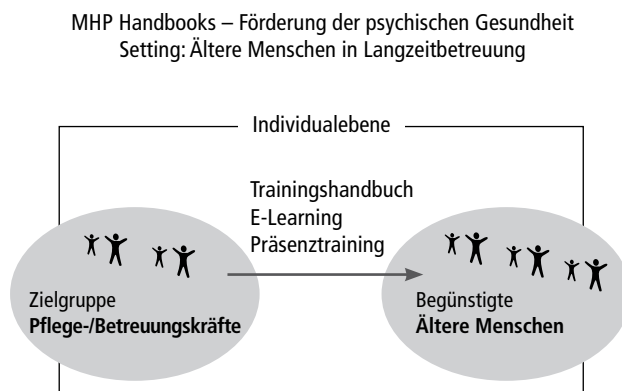 MHP Handbooks – Förderung der psychischen Gesundheit
Setting: Ältere Menschen in Langzeitbetreuung
Individualebene
Trainingshandbuch
E-Learning
Präsenztraining
Zielgruppe
Pflege-/Betreuungskräfte
Begünstigte
Ältere Menschen